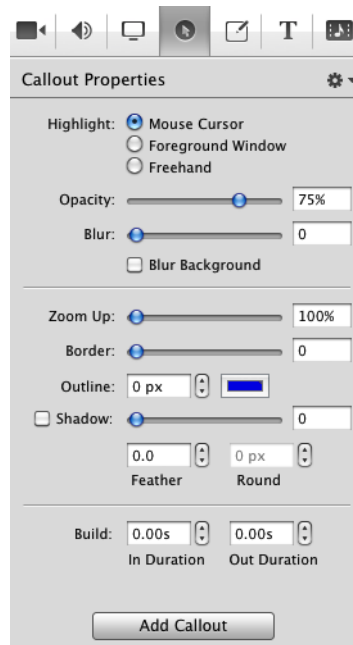 T
Callout Properties
Highlight: Mouse Cursor
Foreground Window
Freehand
Opacity: 75%
Blur: 0
Blur Background
Zoom Up: 100%
Border: 0
Outline: 0 px
Shadow: 0
0.0 0 px
Feather Round
Build: 0.00s 0.00s
In Duration Out Duration
Add Callout